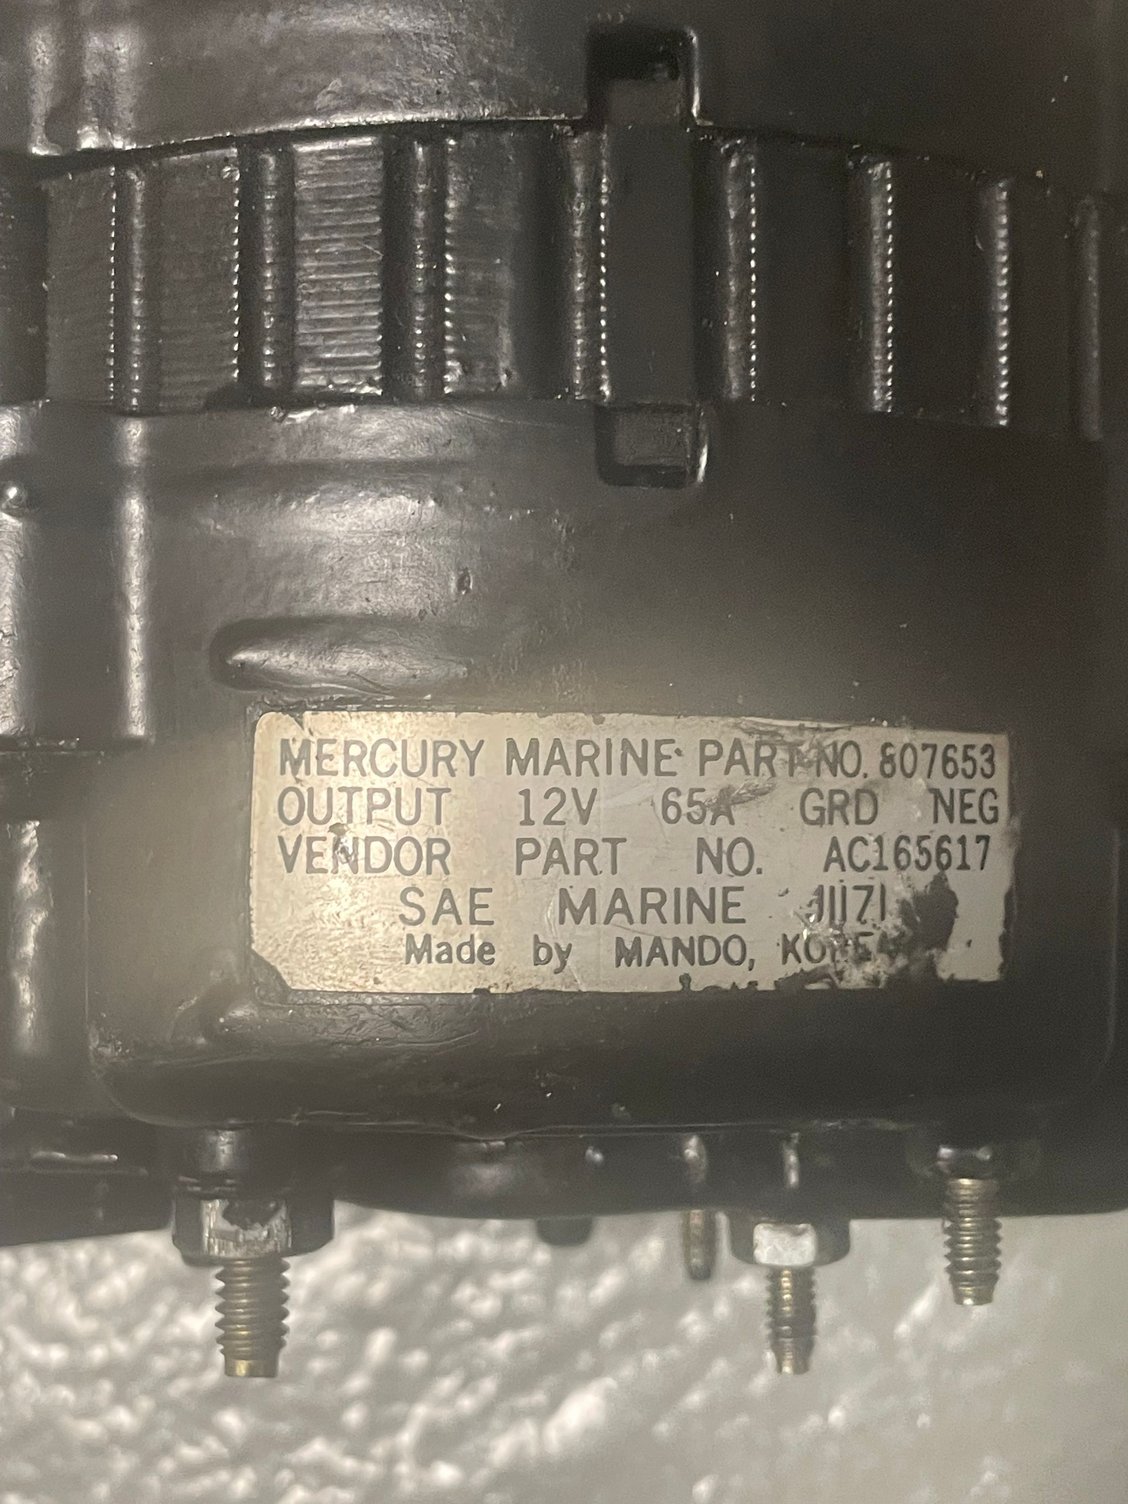 MERCURY MARINE PART NO. 807653
OUTPUT 12V 65A GRD NEG
VENDOR PART NO. AC165617
SAE MARINE J1171
Made by MANDO, KOREA